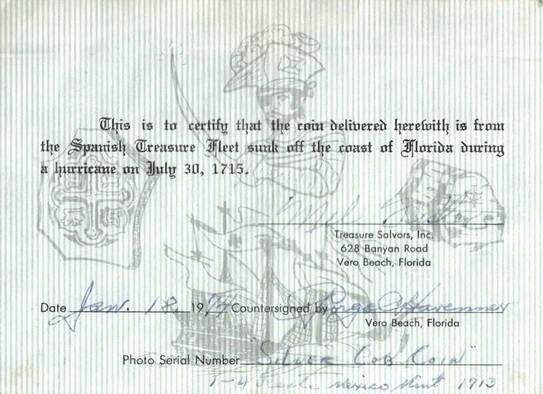 This is to certify that the coin delivered herewith is from
the Spanish Treasure Fleet sunk off the coast of Florida during
a hurricane on July 30, 1715.
Mel
Treasure Salvors, Inc.
628 Banyan Road
Vero Beach, Florida
Date Jan. 18, 19 Countersigned by
Vero Beach, Florida
Photo Serial Number "Silver Cob Coin"
T-4 Mexico Mint 1713